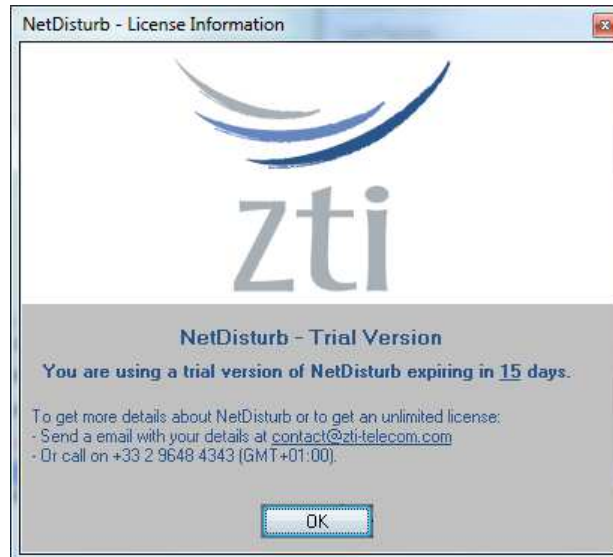 NetDisturb - License Information
zti
NetDisturb - Trial Version
You are using a trial version of NetDisturb expiring in 15 days.
To get more details about NetDisturb or to get an unlimited license:
- Send a email with your details at contact@zti-telecom.com
- Or call on +33 2 9648 4343 (GMT+01:00).
OK